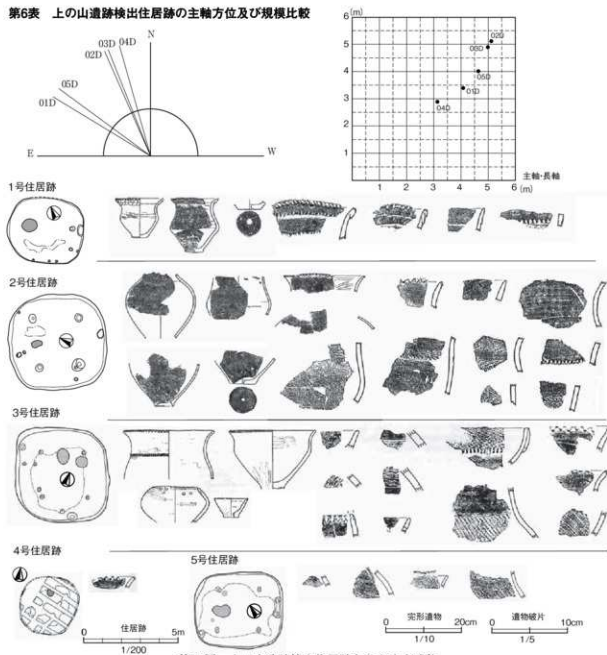 第6表　上の山遺跡検出住居跡の主軸方位及び規模比較
N
04D
03D
02D
05D
01D
E
W
6 (m)
5
4
3
2
1
02D
03D
05D
01D
04D
主軸・長軸
1 2 3 4 5 6
(m)
1号住居跡
2号住居跡
3号住居跡
4号住居跡
5号住居跡
0 住居跡 5m
1/200
0 完形遺物 20cm
1/10
0 遺物破片 10cm
1/5